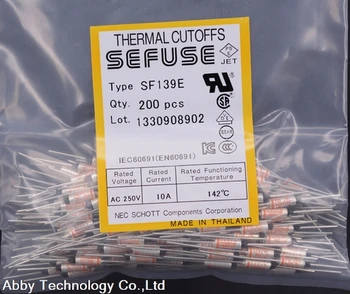 THERMAL CUTOFFS
SEFUSE
PS
E
JET
Type SF139E
Qty. 200 pcs
Lot. 1330908902
IEC60691(EN60691)
Rated Voltage
Rated Current
Rated Functioning Temperature
AC 250V
10A
142℃
NEC SCHOTT Components Corporation
MADE IN THAILAND
Abby Technology Co.,Ltd